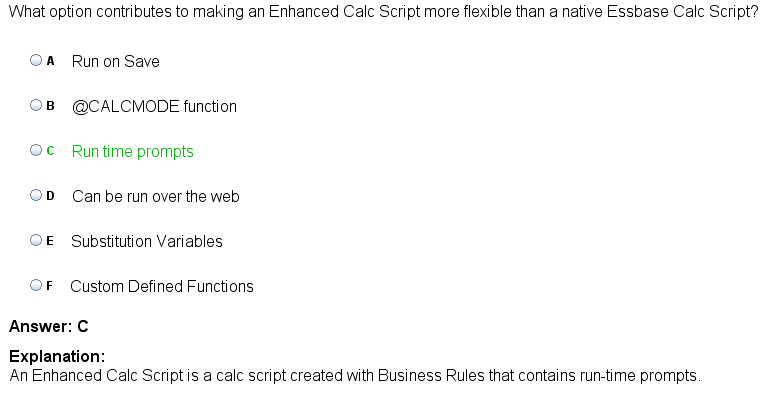 What option contributes to making an Enhanced Calc Script more flexible than a native Essbase Calc Script?
A Run on Save
B @CALCMODE function
C Run time prompts
D Can be run over the web
E Substitution Variables
F Custom Defined Functions
Answer: C
Explanation:
An Enhanced Calc Script is a calc script created with Business Rules that contains run-time prompts.